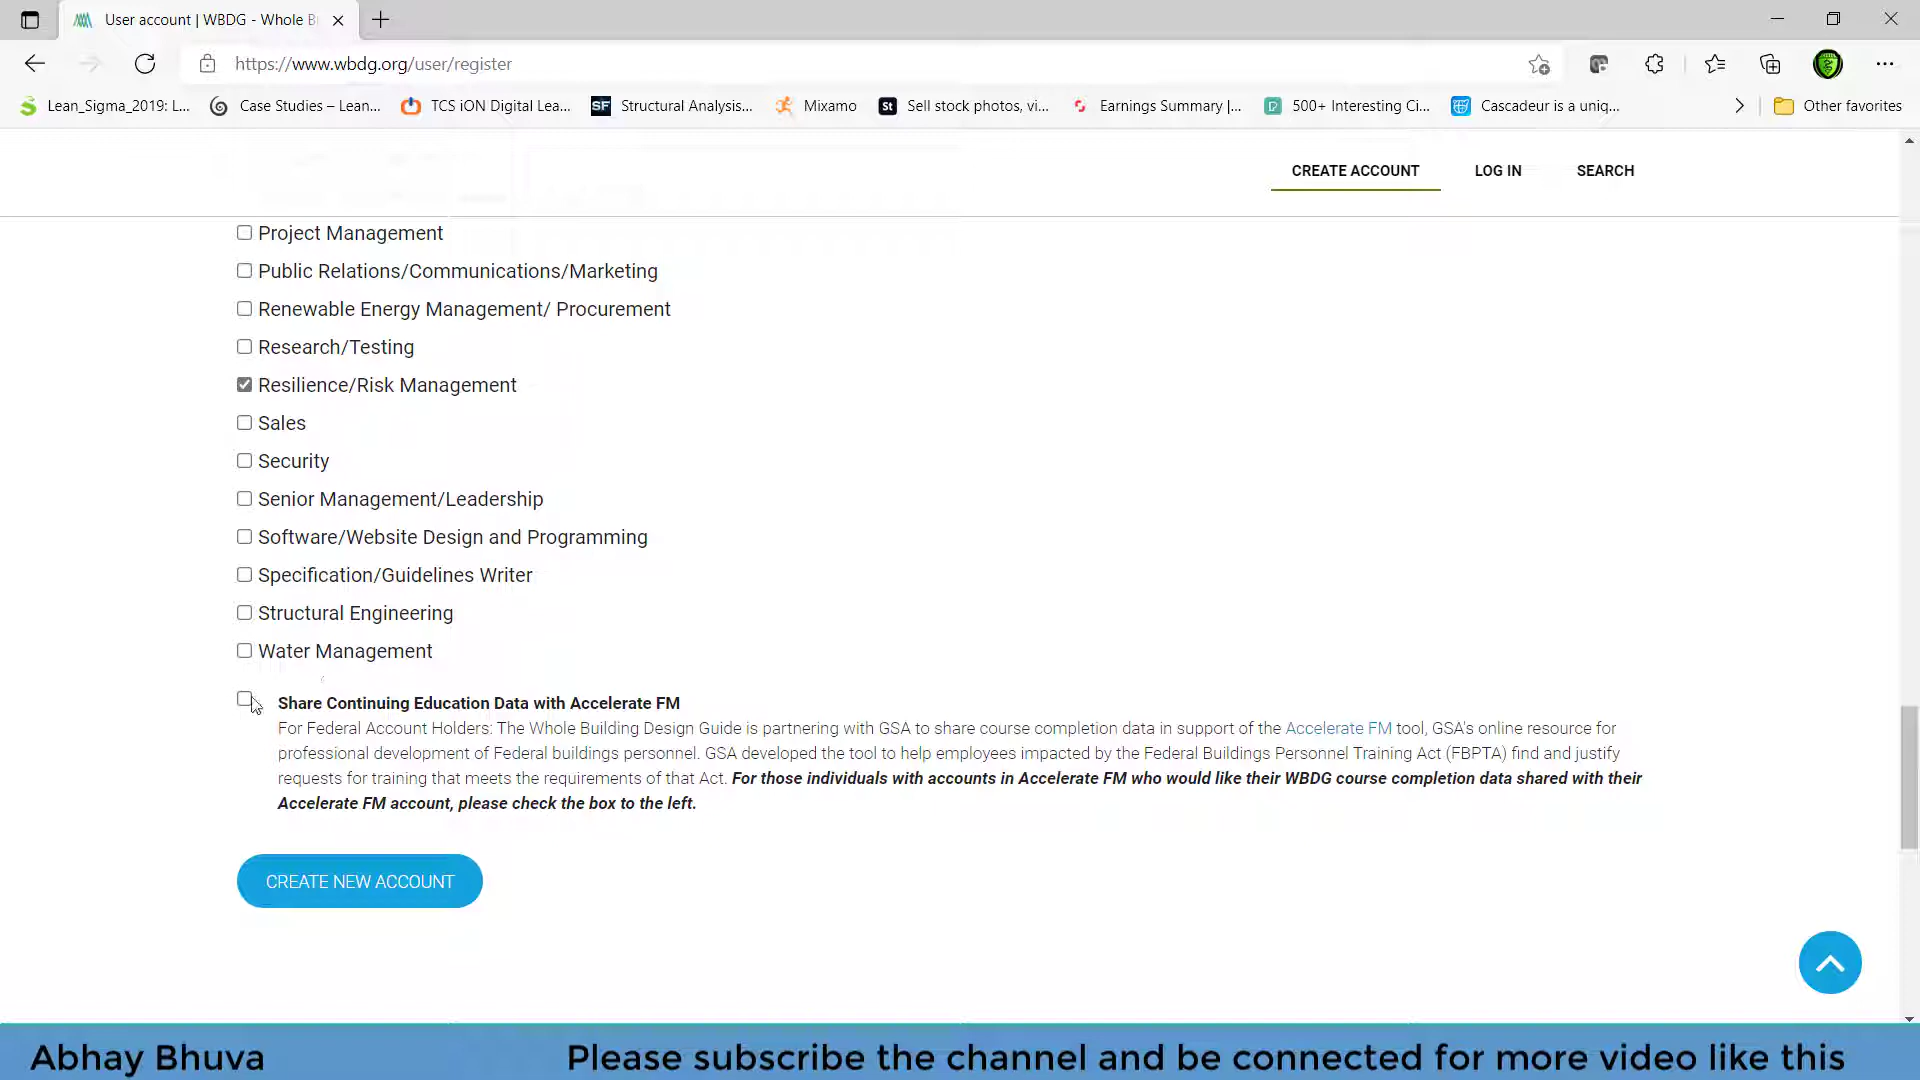 User account | WBDG - Whole B
https://www.wbdg.org/user/register
Lean_Sigma_2019: L...
Case Studies – Lean...
TCS iON Digital Lea...
SF Structural Analysis...
Mixamo
St Sell stock photos, vi...
Earnings Summary |...
500+ Interesting Ci...
Cascadeur is a uniq...
Other favorites
CREATE ACCOUNT
LOG IN
SEARCH
Project Management
Public Relations/Communications/Marketing
Renewable Energy Management/ Procurement
Research/Testing
Resilience/Risk Management
Sales
Security
Senior Management/Leadership
Software/Website Design and Programming
Specification/Guidelines Writer
Structural Engineering
Water Management
Share Continuing Education Data with Accelerate FM
For Federal Account Holders: The Whole Building Design Guide is partnering with GSA to share course completion data in support of the Accelerate FM tool, GSA's online resource for
professional development of Federal buildings personnel. GSA developed the tool to help employees impacted by the Federal Buildings Personnel Training Act (FBPTA) find and justify
requests for training that meets the requirements of that Act. For those individuals with accounts in Accelerate FM who would like their WBDG course completion data shared with their
Accelerate FM account, please check the box to the left.
CREATE NEW ACCOUNT
Abhay Bhuva
Please subscribe the channel and be connected for more video like this